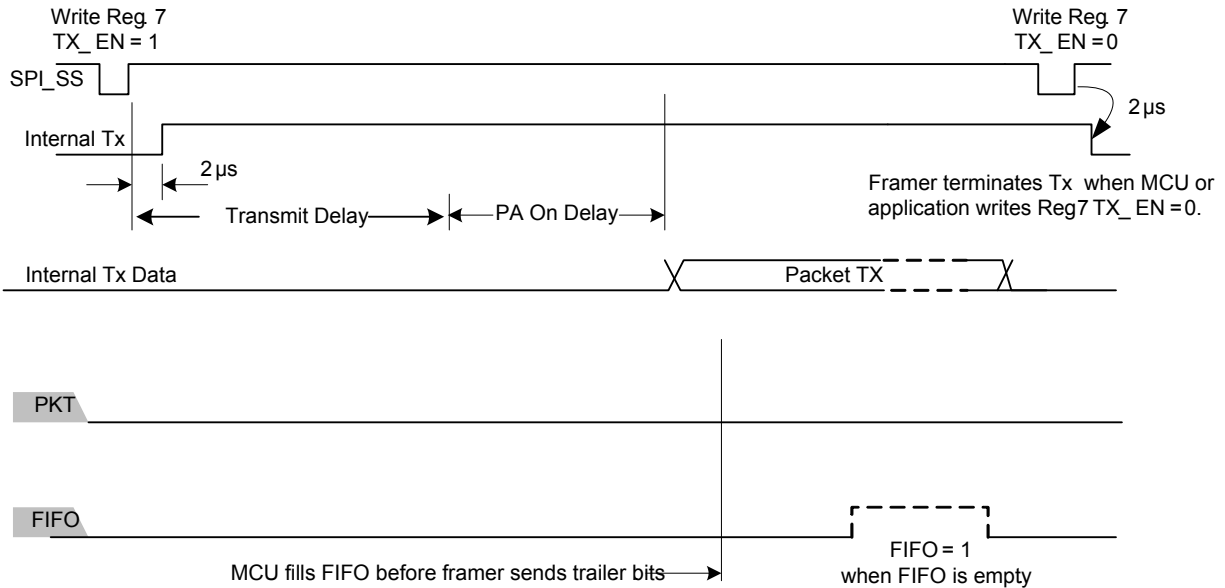 Write Reg. 7
TX_ EN = 1
Write Reg. 7
TX_ EN =0
SPI_SS
2 µs
Internal Tx
2 µs
Framer terminates Tx when MCU or
application writes Reg7 TX_ EN =0.
Transmit Delay
PA On Delay
Internal Tx Data
Packet TX
PKT
FIFO
FIFO = 1
when FIFO is empty
MCU fills FIFO before framer sends trailer bits